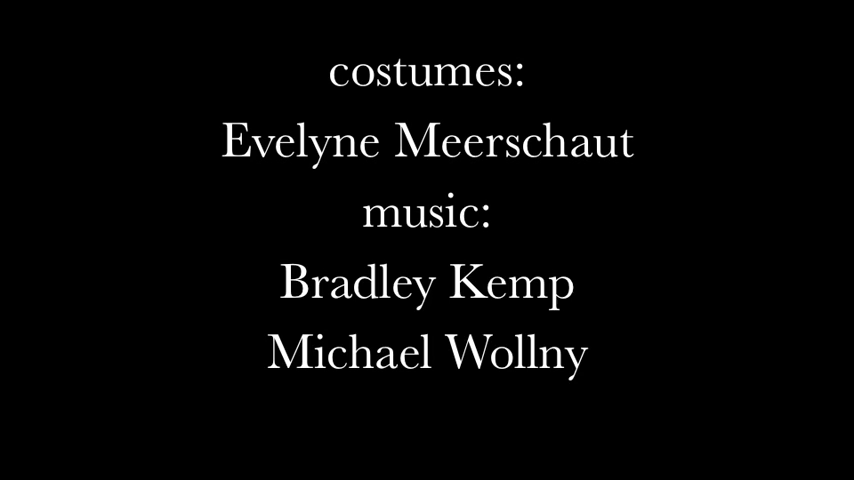 costumes:
Evelyne Meerschaut
music:
Bradley Kemp
Michael Wollny